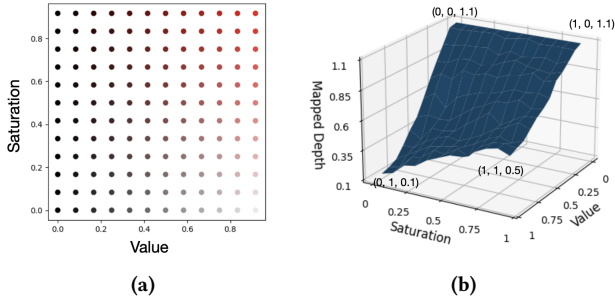 0.8
0.6
0.4
0.2
0.0
Saturation
0.0
0.2
0.4
0.6
0.8
Value
(a)
(0, 0, 1.1)
(1, 0, 1.1)
1.1
0.85
0.6
0.35
0.1
Mapped Depth
(0, 1, 0.1)
(1, 1, 0.5)
0
0.25
0.5
0.75
1
Saturation
0
0.25
0.5
0.75
1
Value
(b)